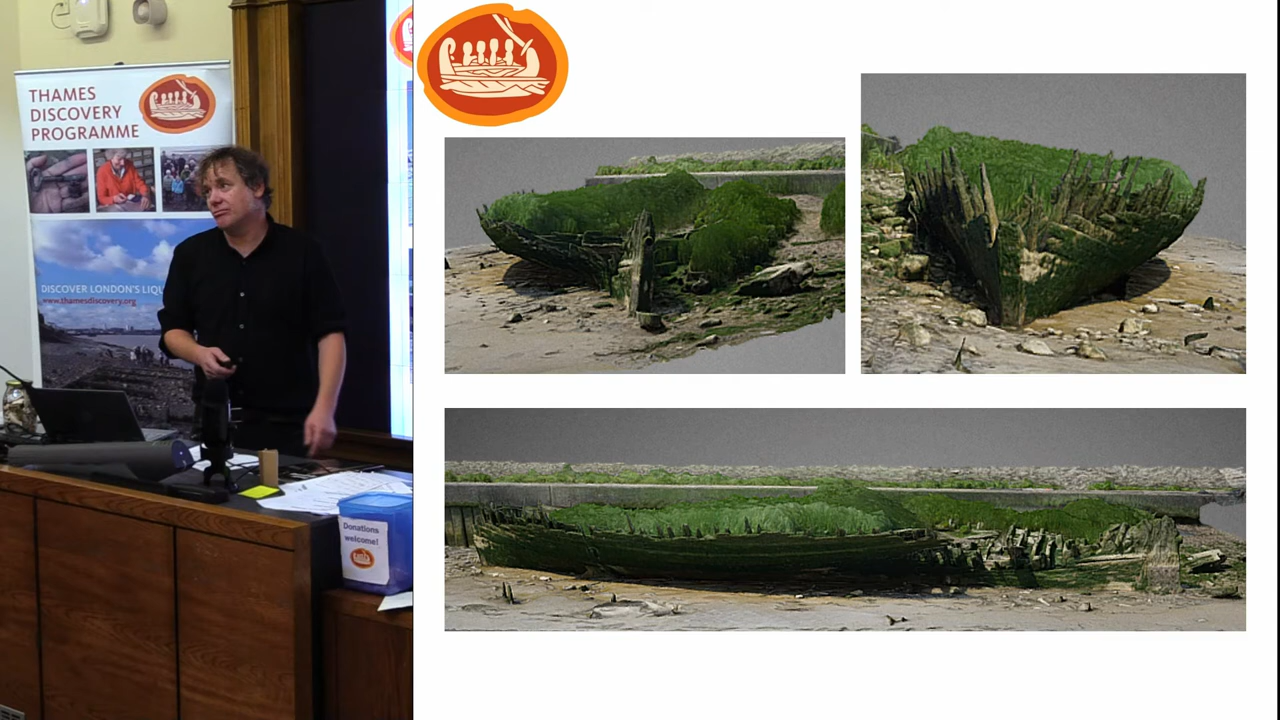 THAMES
DISCOVERY
PROGRAMME
DISCOVER LONDON'S LIQU
www.thamesdiscovery.org
Donations
welcome!